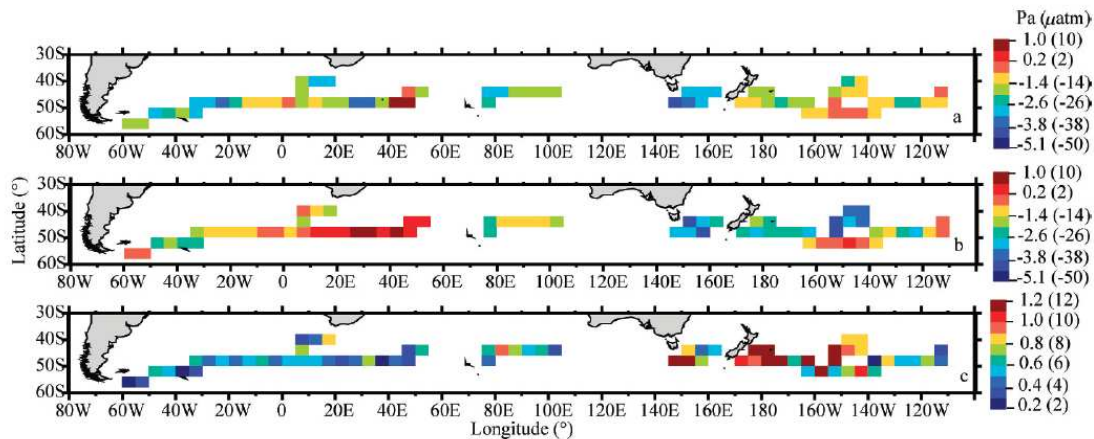 Pa (μatm)
30S
40S
50S
60S
a
1.0 (10)
0.2 (2)
-1.4 (-14)
-2.6 (-26)
-3.8 (-38)
-5.1 (-50)
80W 60W 40W 20W 0 20E 40E 60E 80E 100E 120E 140E 160E 180E 160W 140W 120W
Latitude (°)
30S
40S
50S
60S
b
1.0 (10)
0.2 (2)
-1.4 (-14)
-2.6 (-26)
-3.8 (-38)
-5.1 (-50)
80W 60W 40W 20W 0 20E 40E 60E 80E 100E 120E 140E 160E 180E 160W 140W 120W
30S
40S
50S
60S
c
1.2 (12)
1.0 (10)
0.8 (8)
0.6 (6)
0.4 (4)
0.2 (2)
80W 60W 40W 20W 0 20E 40E 60E 80E 100E 120E 140E 160E 180E 160W 140W 120W
Longitude (°)